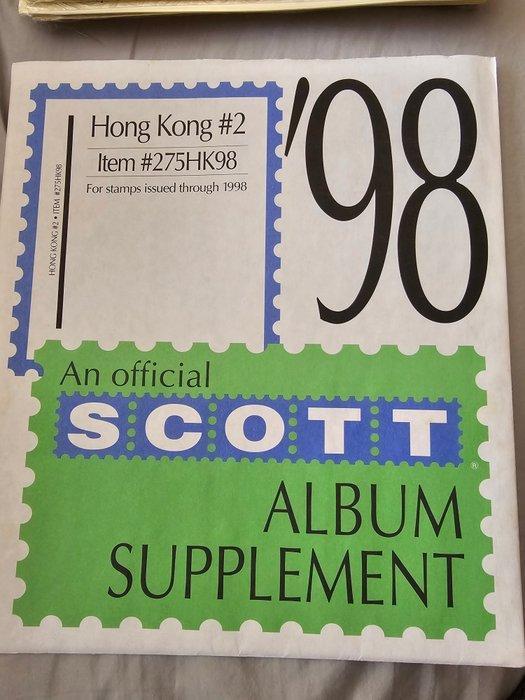 Hong Kong #2
Item #275HK98
For stamps issued through 1998
HONG KONG #2 • ITEM #275HK98
'98
An official
SCOTT®
ALBUM
SUPPLEMENT